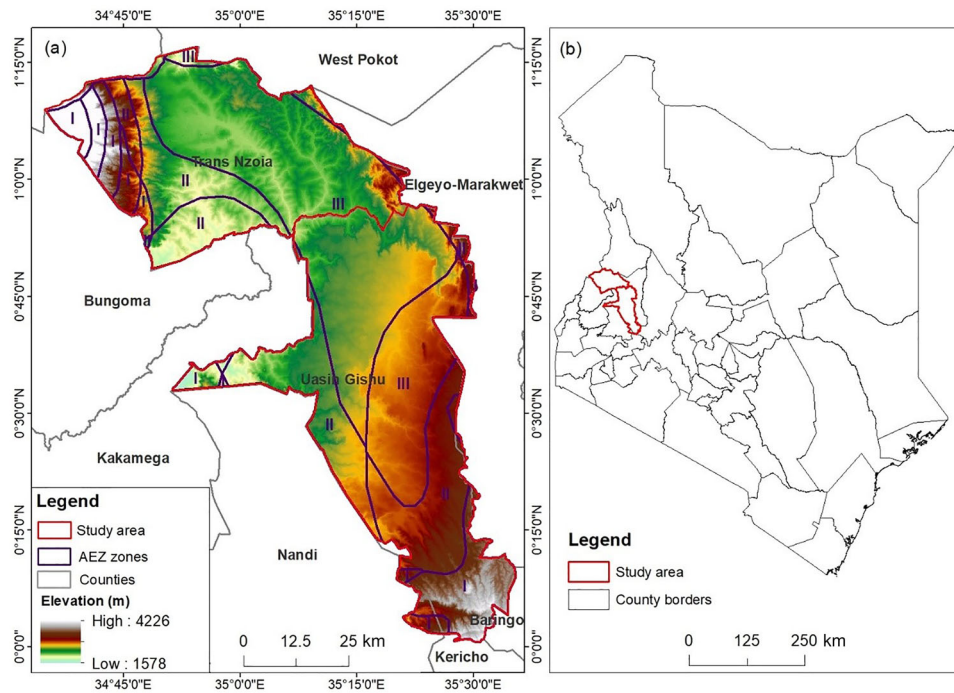 34°45'0"E 35°0'0"E 35°15'0"E 35°30'0"E
(a)
(b)
1°15'0"N
1°15'0"N
1°0'0"N
1°0'0"N
0°45'0"N
0°45'0"N
0°30'0"N
0°30'0"N
0°15'0"N
0°15'0"N
0°0'0"
0°0'0"
III
West Pokot
I
I
I
III
Trans Nzoia
II
Elgeyo-Marakwet
I
I
III
II
II
Bungoma
I
Uasin Gishu
III
II
Kakamega
II
Nandi
I
Baringo
I
Kericho
Legend
Study area
AEZ zones
Counties
Elevation (m)
High : 4226
Low : 1578
0 12.5 25 km
34°45'0"E 35°0'0"E 35°15'0"E 35°30'0"E
Legend
Study area
County borders
0 125 250 km